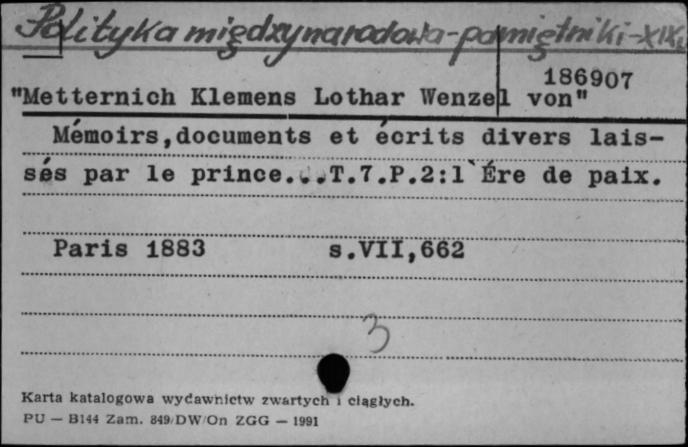 Polityka międzynarodowa-pamiętniki-XIXw
186907
"Metternich Klemens Lothar Wenzel von"
Mémoirs,documents et écrits divers lais-
sés par le prince...T.7.P.2:l`Ére de paix.
Paris 1883 s.VII,662
3
Karta katalogowa wydawnictw zwartych i ciągłych.
PU — B144 Zam. 849/DW/On ZGG — 1991